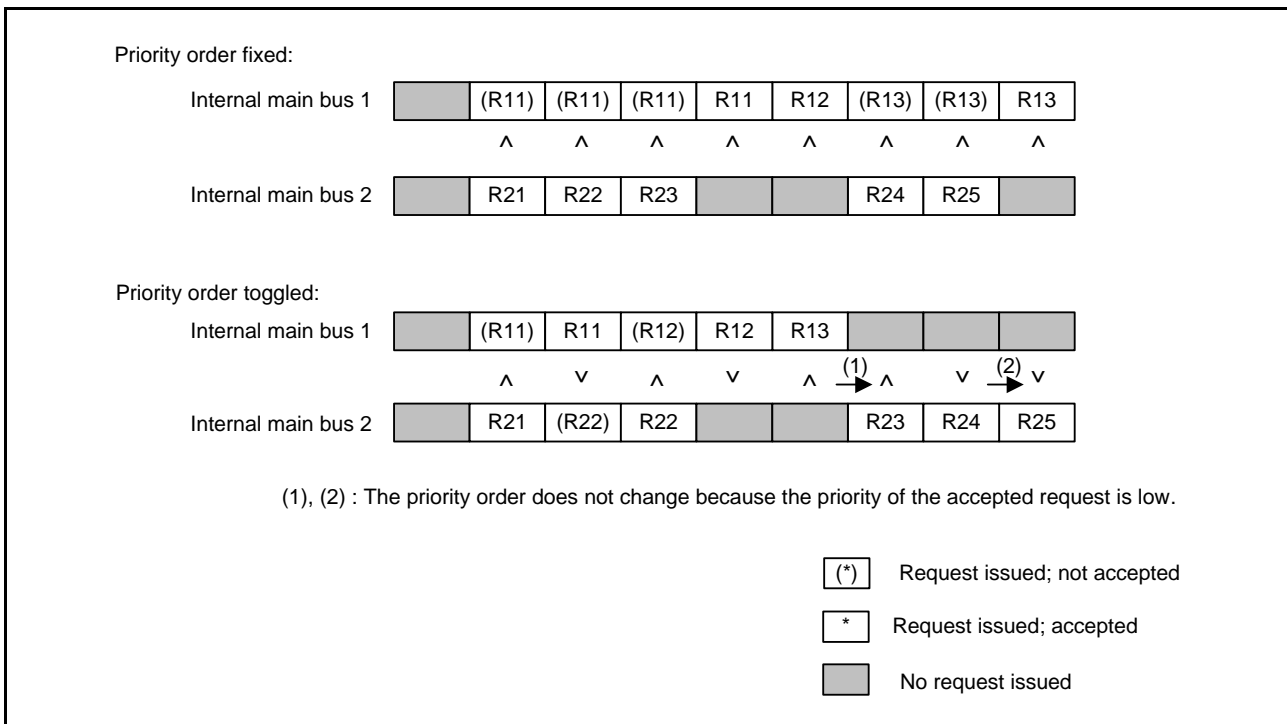 Priority order fixed:
Internal main bus 1 (R11) (R11) (R11) R11 R12 (R13) (R13) R13
^ ^ ^ ^ ^ ^ ^ ^
Internal main bus 2 R21 R22 R23 R24 R25
Priority order toggled:
Internal main bus 1 (R11) R11 (R12) R12 R13
(1) (2)
^ v ^ v ^ ^ v v
Internal main bus 2 R21 (R22) R22 R23 R24 R25
(1), (2) : The priority order does not change because the priority of the accepted request is low.
(*) Request issued; not accepted
* Request issued; accepted
No request issued